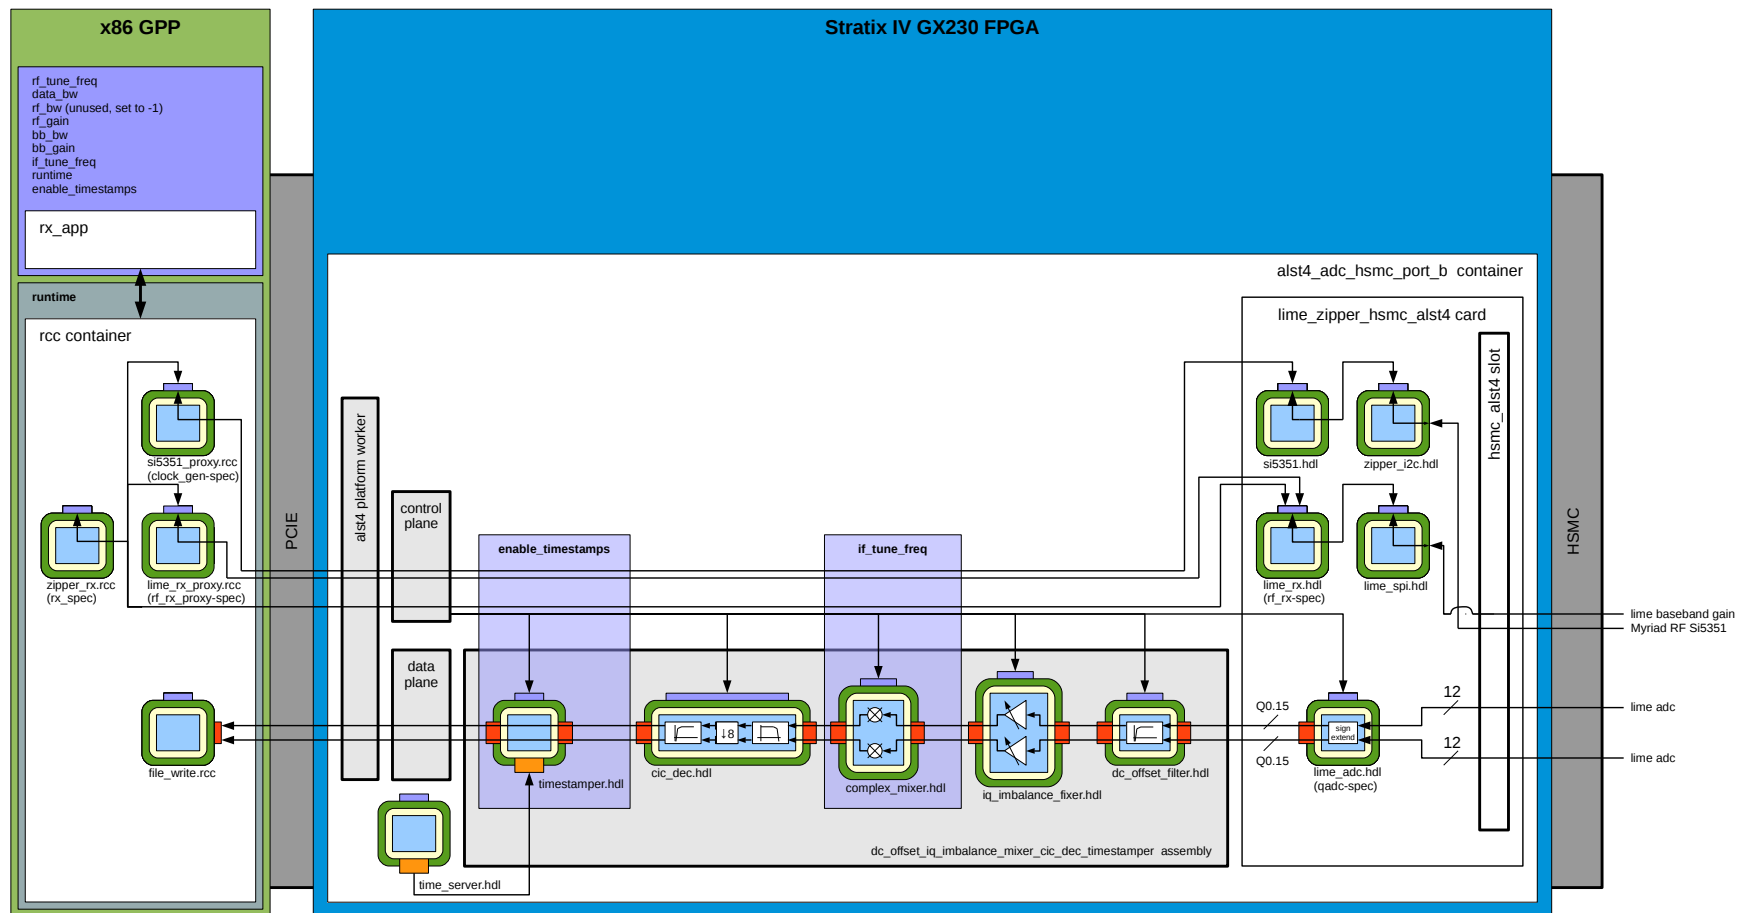 x86 GPP
Stratix IV GX230 FPGA
rf_tune_freq
data_bw
rf_bw (unused, set to -1)
rf_gain
bb_bw
bb_gain
if_tune_freq
runtime
enable_timestamps
rx_app
runtime
rcc container
si5351_proxy.rcc
(clock_gen-spec)
zipper_rx.rcc
(rx_spec)
lime_rx_proxy.rcc
(rf_rx_proxy-spec)
file_write.rcc
PCIE
alst4 platform worker
control
plane
data
plane
time_server.hdl
enable_timestamps
timestamper.hdl
↓8
cic_dec.hdl
if_tune_freq
complex_mixer.hdl
iq_imbalance_fixer.hdl
dc_offset_filter.hdl
dc_offset_iq_imbalance_mixer_cic_dec_timestamper assembly
alst4_adc_hsmc_port_b container
lime_zipper_hsmc_alst4 card
hsmc_alst4 slot
si5351.hdl
zipper_i2c.hdl
lime_rx.hdl
(rf_rx-spec)
lime_spi.hdl
Q0.15
Q0.15
sign
extend
lime_adc.hdl
(qadc-spec)
12
12
HSMC
lime baseband gain
Myriad RF Si5351
lime adc
lime adc